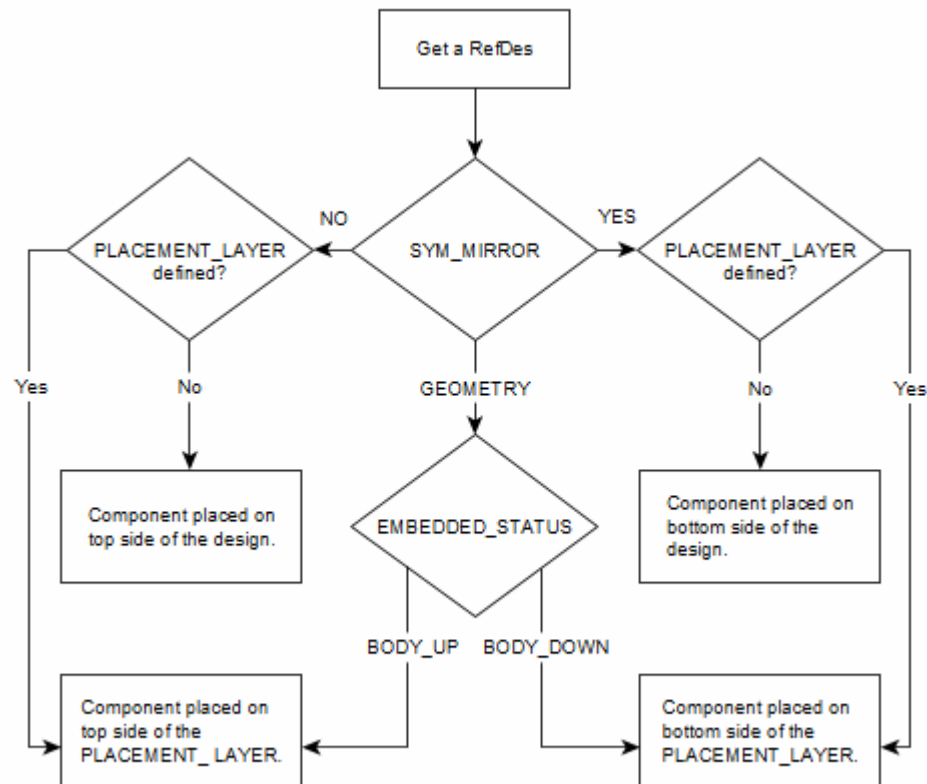 Get a RefDes
NO
YES
PLACEMENT_LAYER
defined?
SYM_MIRROR
PLACEMENT_LAYER
defined?
Yes
No
GEOMETRY
No
Yes
Component placed on
top side of the design.
EMBEDDED_STATUS
Component placed on
bottom side of the
design.
BODY_UP
BODY_DOWN
Component placed on
top side of the
PLACEMENT_ LAYER.
Component placed on
bottom side of the
PLACEMENT_LAYER.